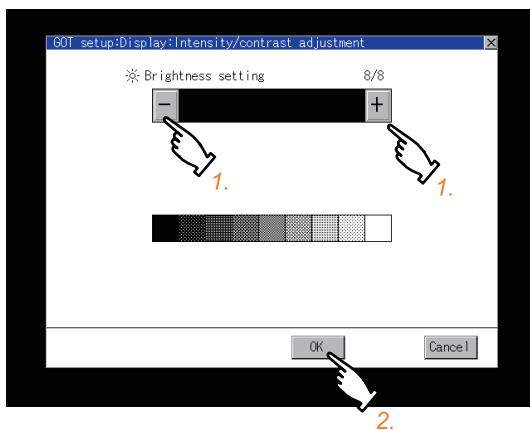 GOT setup:Display:Intensity/contrast adjustment
Brightness setting 8/8
- +
1. 1.
OK Cancel
2.